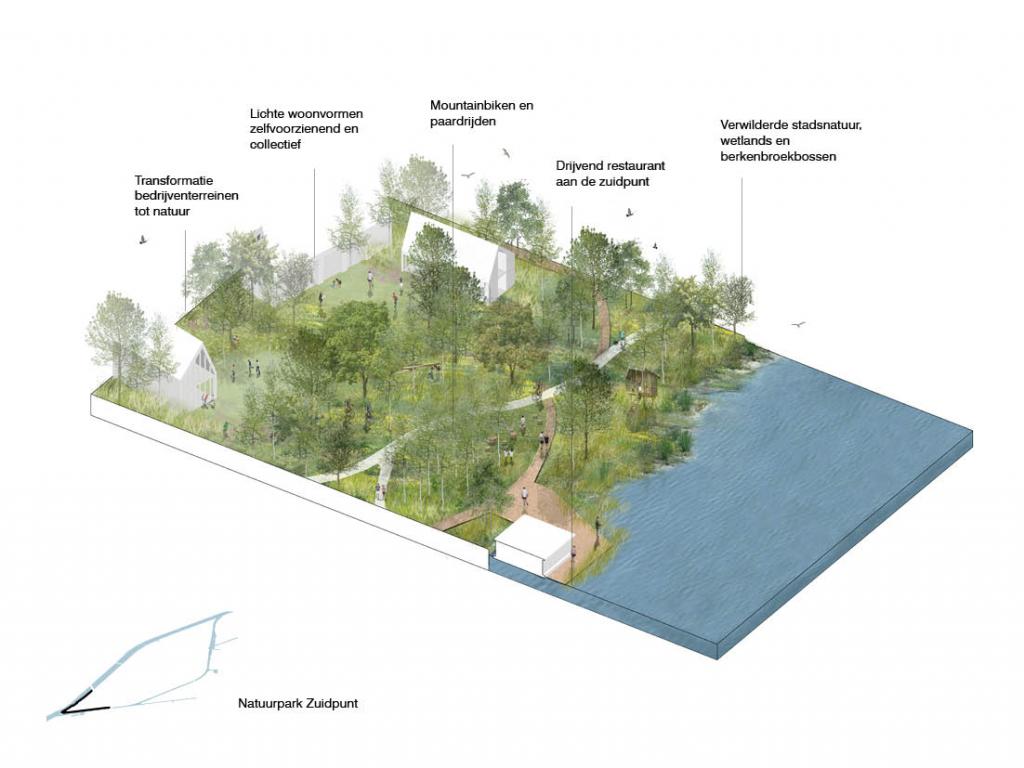 Transformatie
bedrijventerreinen
tot natuur
Lichte woonvormen
zelfvoorzienend en
collectief
Mountainbiken en
paardrijden
Drijvend restaurant
aan de zuidpunt
Verwilderde stadsnatuur,
wetlands en
berkenbroekbossen
Natuurpark Zuidpunt